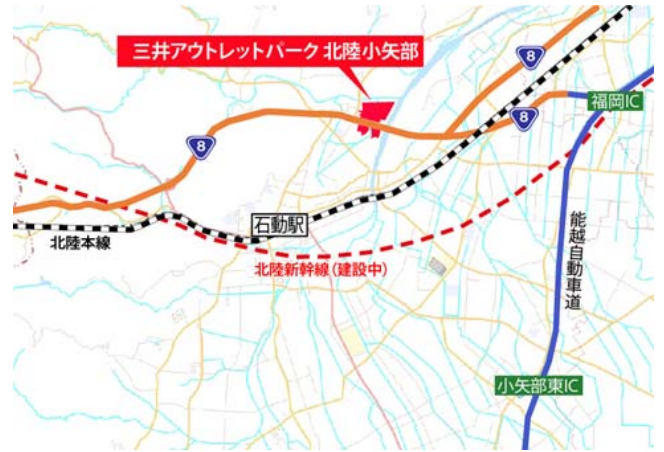 三井アウトレットパーク 北陸小矢部
8
8
8
福岡IC
石動駅
北陸本線
北陸新幹線(建設中)
能越自動車道
小矢部東IC